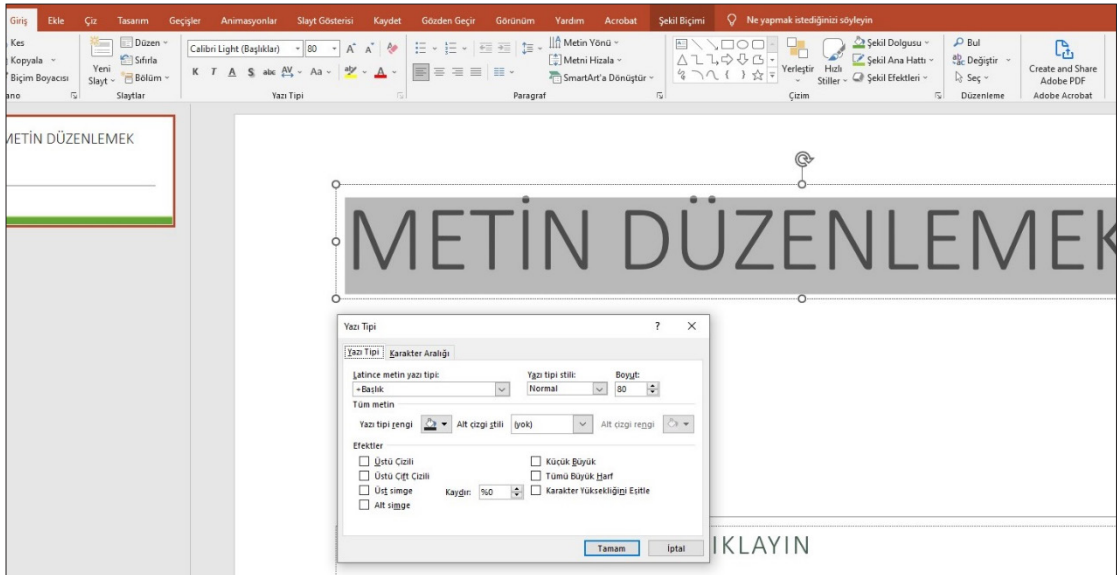 Giriş Ekle Çiz Tasarım Geçişler Animasyonlar Slayt Gösterisi Kaydet Gözden Geçir Görünüm Yardım Acrobat Şekil Biçimi Ne yapmak istediğinizi söyleyin
Kes
Kopyala
Biçim Boyacısı
Yeni
Slayt
Düzen
Sıfırla
Bölüm
Slaytlar
Calibri Light (Başlıklar) 80
K T A S abc AV Aa
Yazı Tipi
Metin Yönü
Metni Hizala
SmartArt'a Dönüştür
Paragraf
Yerleştir
Hızlı
Stiller
Şekil Dolgusu
Şekil Ana Hattı
Şekil Efektleri
Çizim
Bul
Değiştir
Seç
Düzenleme
Create and Share
Adobe PDF
Adobe Acrobat
METİN DÜZENLEMEK
METİN DÜZENLEMEK
Yazı Tipi
Yazı Tipi Karakter Aralığı
Latince metin yazı tipi: Yazı tipi stili: Boyut:
+Başlık Normal 80
Tüm metin
Yazı tipi rengi Alt çizgi stili (yok) Alt çizgi rengi
Efektler
Üstü Çizili Küçük Büyük
Üstü Çift Çizili Tümü Büyük Harf
Üst simge Kaydır: %0 Karakter Yüksekliğini Eşitle
Alt simge
Tamam İptal
IKLAYIN